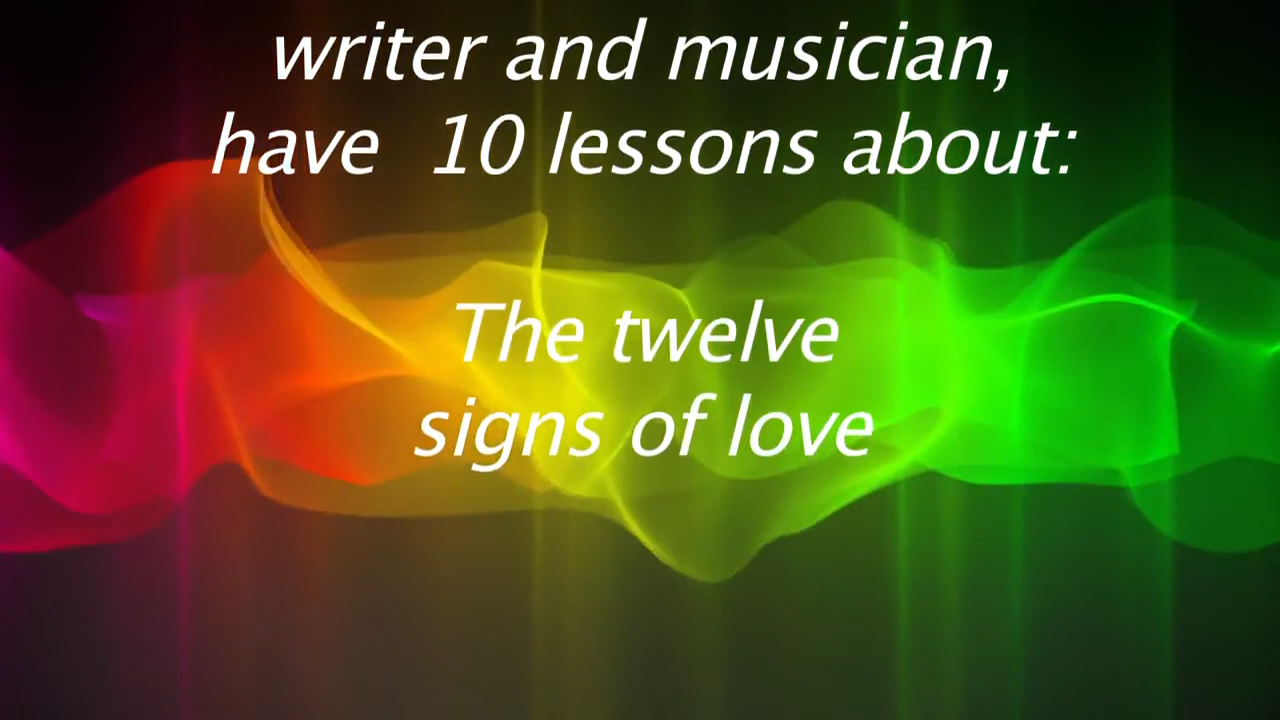 writer and musician,
have  10 lessons about:
The twelve
signs of love